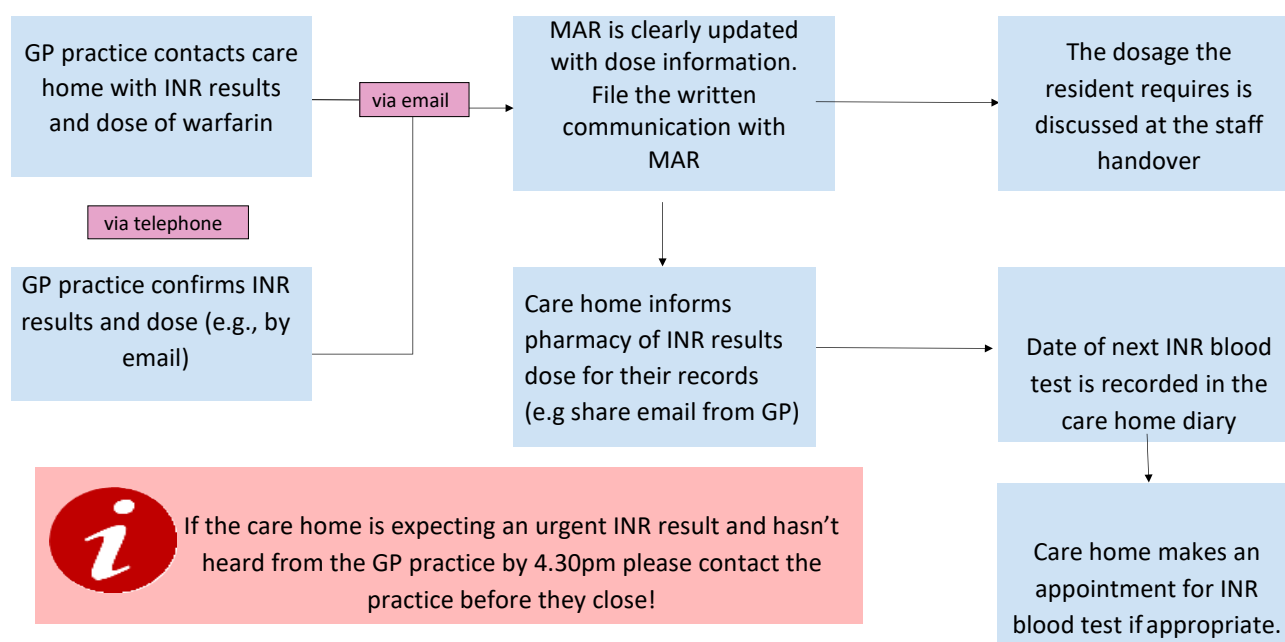 GP practice contacts care
home with INR results
and dose of warfarin
via email
MAR is clearly updated
with dose information.
File the written
communication with
MAR
The dosage the
resident requires is
discussed at the staff
handover
via telephone
GP practice confirms INR
results and dose (e.g., by
email)
Care home informs
pharmacy of INR results
dose for their records
(e.g share email from GP)
Date of next INR blood
test is recorded in the
care home diary
i
If the care home is expecting an urgent INR result and hasn’t
heard from the GP practice by 4.30pm please contact the
practice before they close!
Care home makes an
appointment for INR
blood test if appropriate.